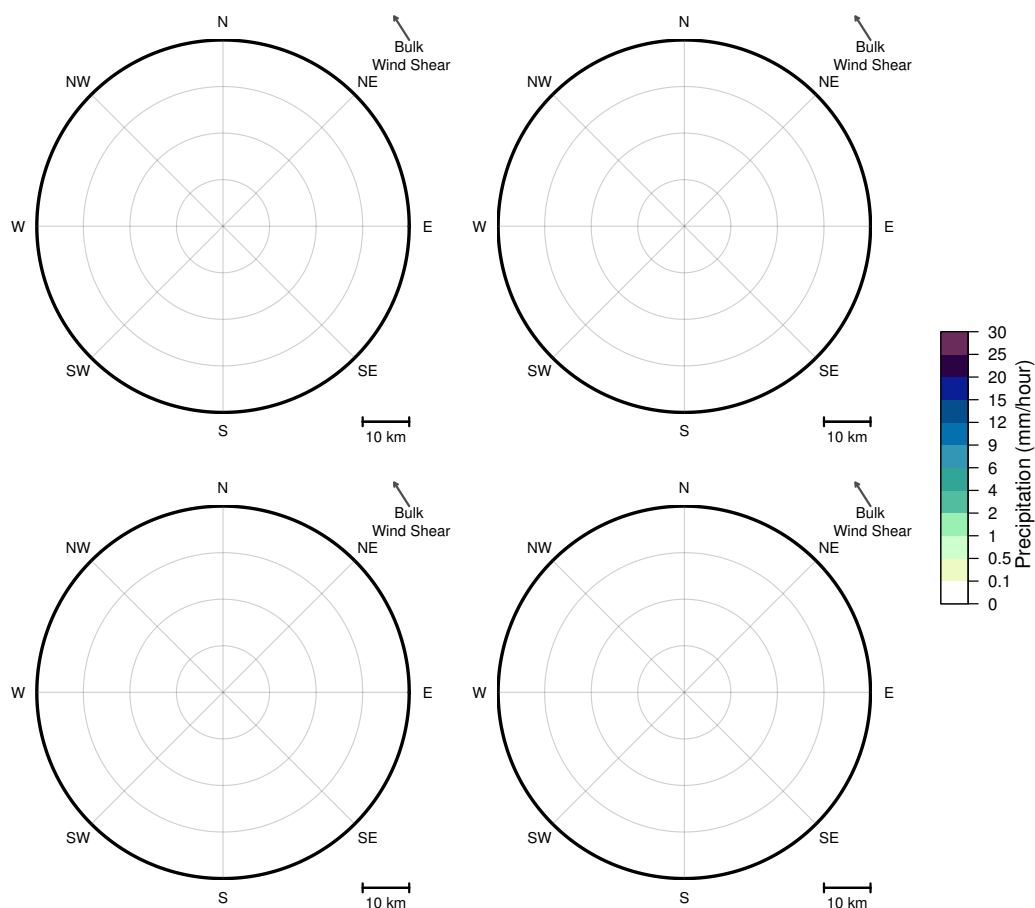 N
Bulk
Wind Shear
NW
NE
W
E
SW
SE
S
10 km
N
Bulk
Wind Shear
NW
NE
W
E
SW
SE
S
10 km
N
Bulk
Wind Shear
NW
NE
W
E
SW
SE
S
10 km
N
Bulk
Wind Shear
NW
NE
W
E
SW
SE
S
10 km
30
25
20
15
12
9
6
4
2
1
0.5
0.1
0
Precipitation (mm/hour)